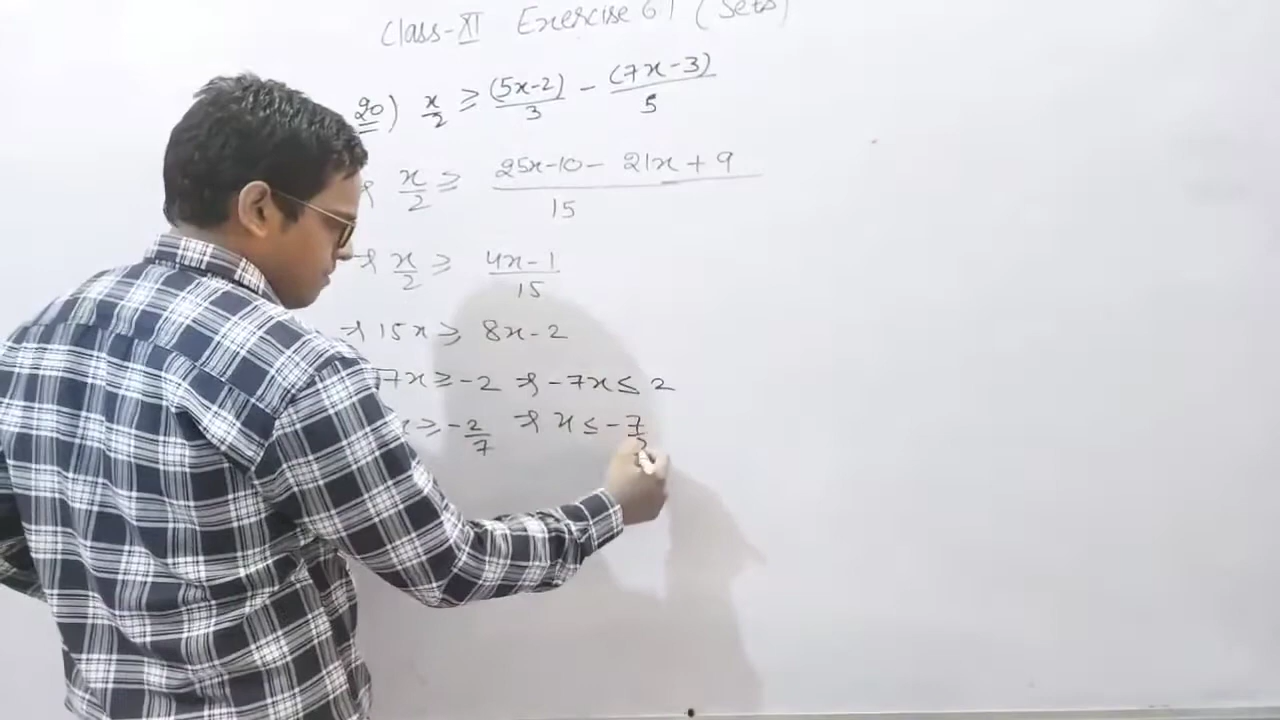 Class-XI Exercise 6.1 (Sets)
20) x/2 ≥ (5x-2)/3 - (7x-3)/5
⇒ x/2 ≥ (25x-10- 21x+9)/15
⇒ x/2 ≥ (4x-1)/15
⇒ 15x ≥ 8x-2
7x ≥ -2 ⇒ -7x ≤ 2
x ≥ -2/7 ⇒ x ≤ -7/2